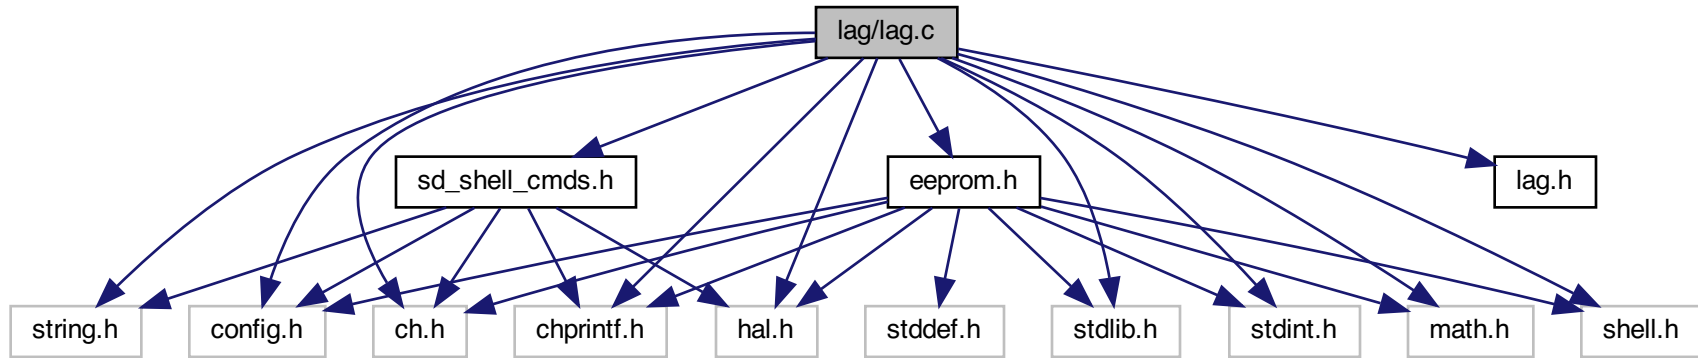 lag/lag.c
sd_shell_cmds.h
eeprom.h
lag.h
string.h
config.h
ch.h
chprintf.h
hal.h
stddef.h
stdlib.h
stdint.h
math.h
shell.h